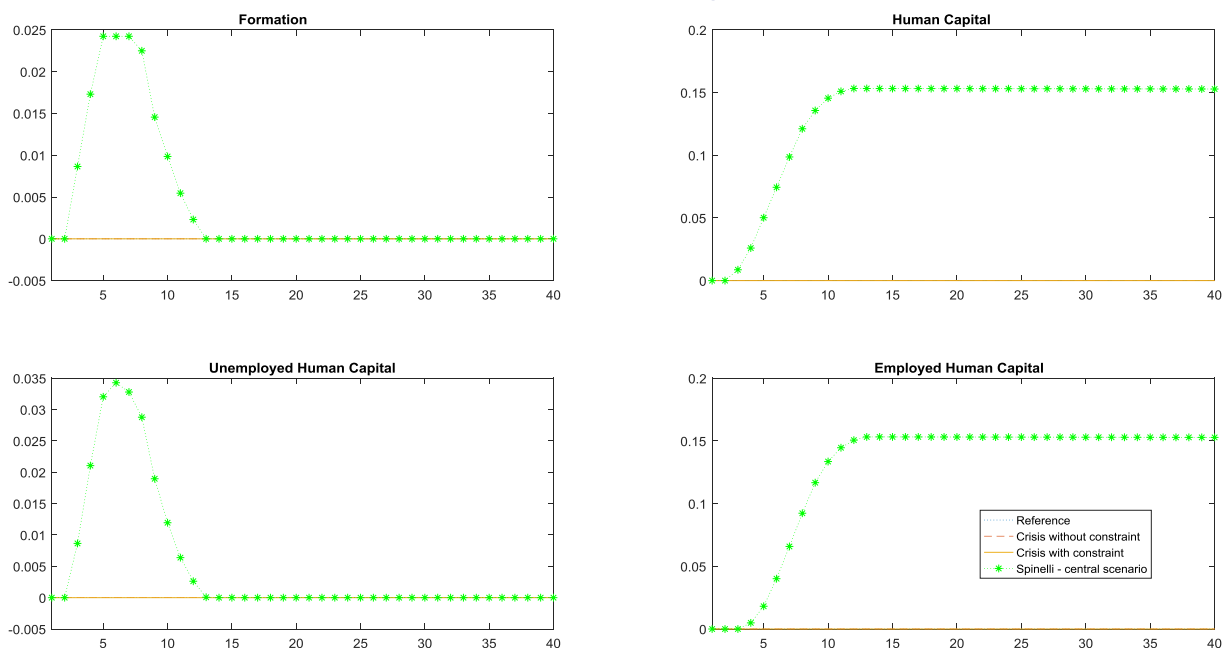 Formation
0.025
0.02
0.015
0.01
0.005
0
-0.005
5 10 15 20 25 30 35 40
Human Capital
0.2
0.15
0.1
0.05
0
5 10 15 20 25 30 35 40
Unemployed Human Capital
0.035
0.03
0.025
0.02
0.015
0.01
0.005
0
-0.005
5 10 15 20 25 30 35 40
Employed Human Capital
0.2
0.15
0.1
0.05
0
5 10 15 20 25 30 35 40
Reference
Crisis without constraint
Crisis with constraint
Spinelli - central scenario